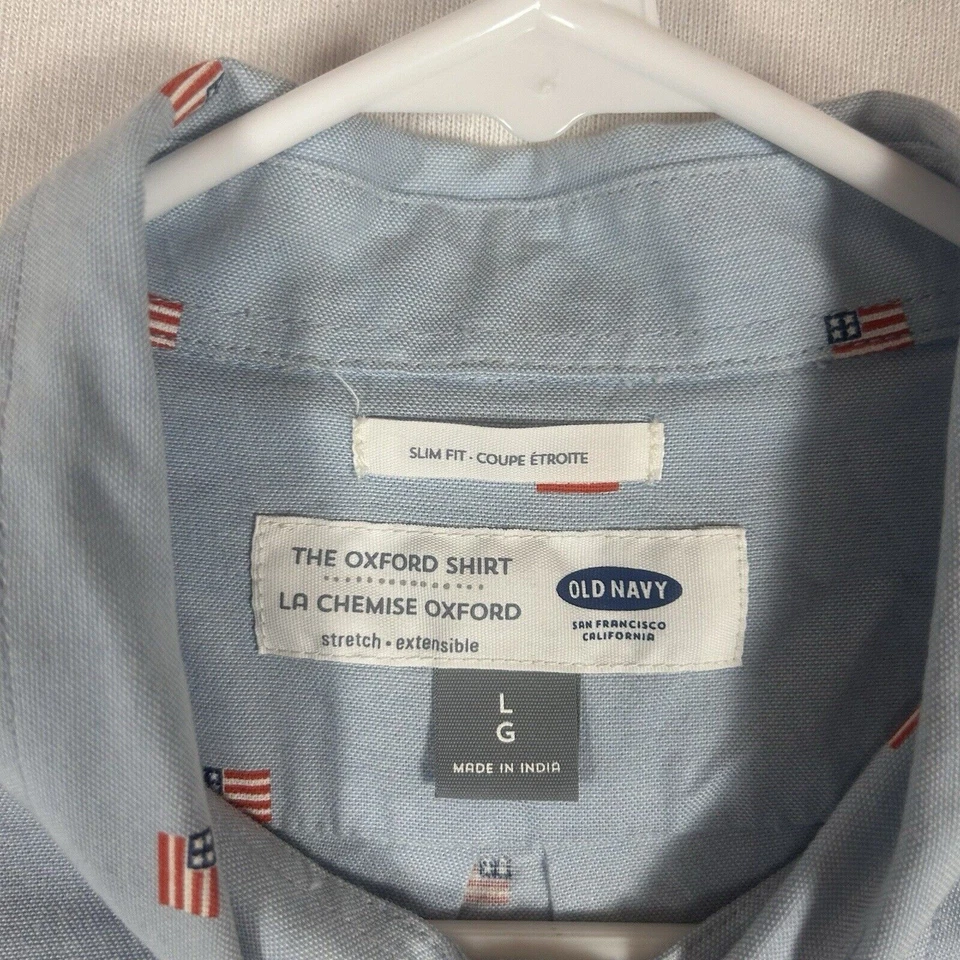 SLIM FIT - COUPE ÉTROITE
THE OXFORD SHIRT
LA CHEMISE OXFORD
stretch • extensible
OLD NAVY
SAN FRANCISCO
CALIFORNIA
L
G
MADE IN INDIA